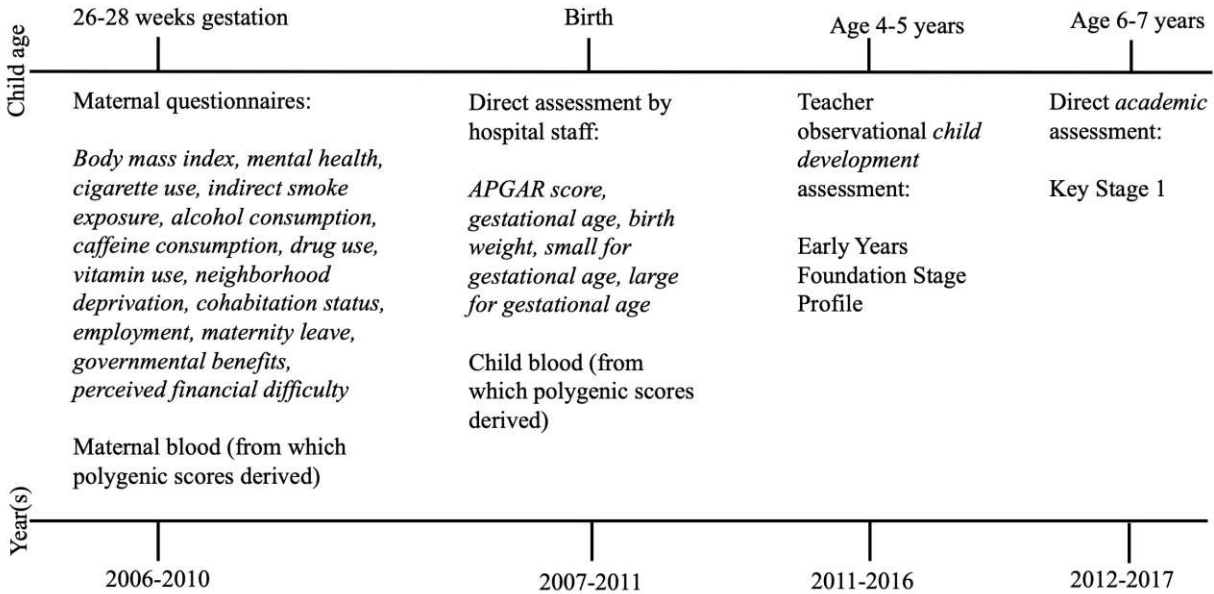 Child age
26-28 weeks gestation
Birth
Age 4-5 years
Age 6-7 years
Maternal questionnaires:
Body mass index, mental health,
cigarette use, indirect smoke
exposure, alcohol consumption,
caffeine consumption, drug use,
vitamin use, neighborhood
deprivation, cohabitation status,
employment, maternity leave,
governmental benefits,
perceived financial difficulty
Maternal blood (from which
polygenic scores derived)
Direct assessment by
hospital staff:
APGAR score,
gestational age, birth
weight, small for
gestational age, large
for gestational age
Child blood (from
which polygenic scores
derived)
Teacher
observational child
development
assessment:
Early Years
Foundation Stage
Profile
Direct academic
assessment:
Key Stage 1
Year(s)
2006-2010
2007-2011
2011-2016
2012-2017